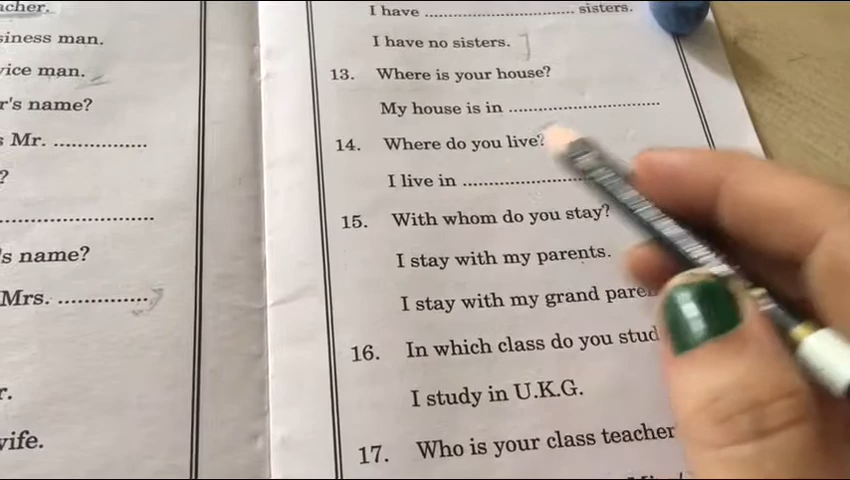 acher.
siness man.
vice man.
r's name?
s Mr. ......................
?
.....................................
s name?
Mrs. .....................
r.
vife.
I have ................................... sisters.
I have no sisters.
13. Where is your house?
My house is in ...................................
14. Where do you live?
I live in ...............................
15. With whom do you stay?
I stay with my parents.
I stay with my grand paren
16. In which class do you stud
I study in U.K.G.
17. Who is your class teacher